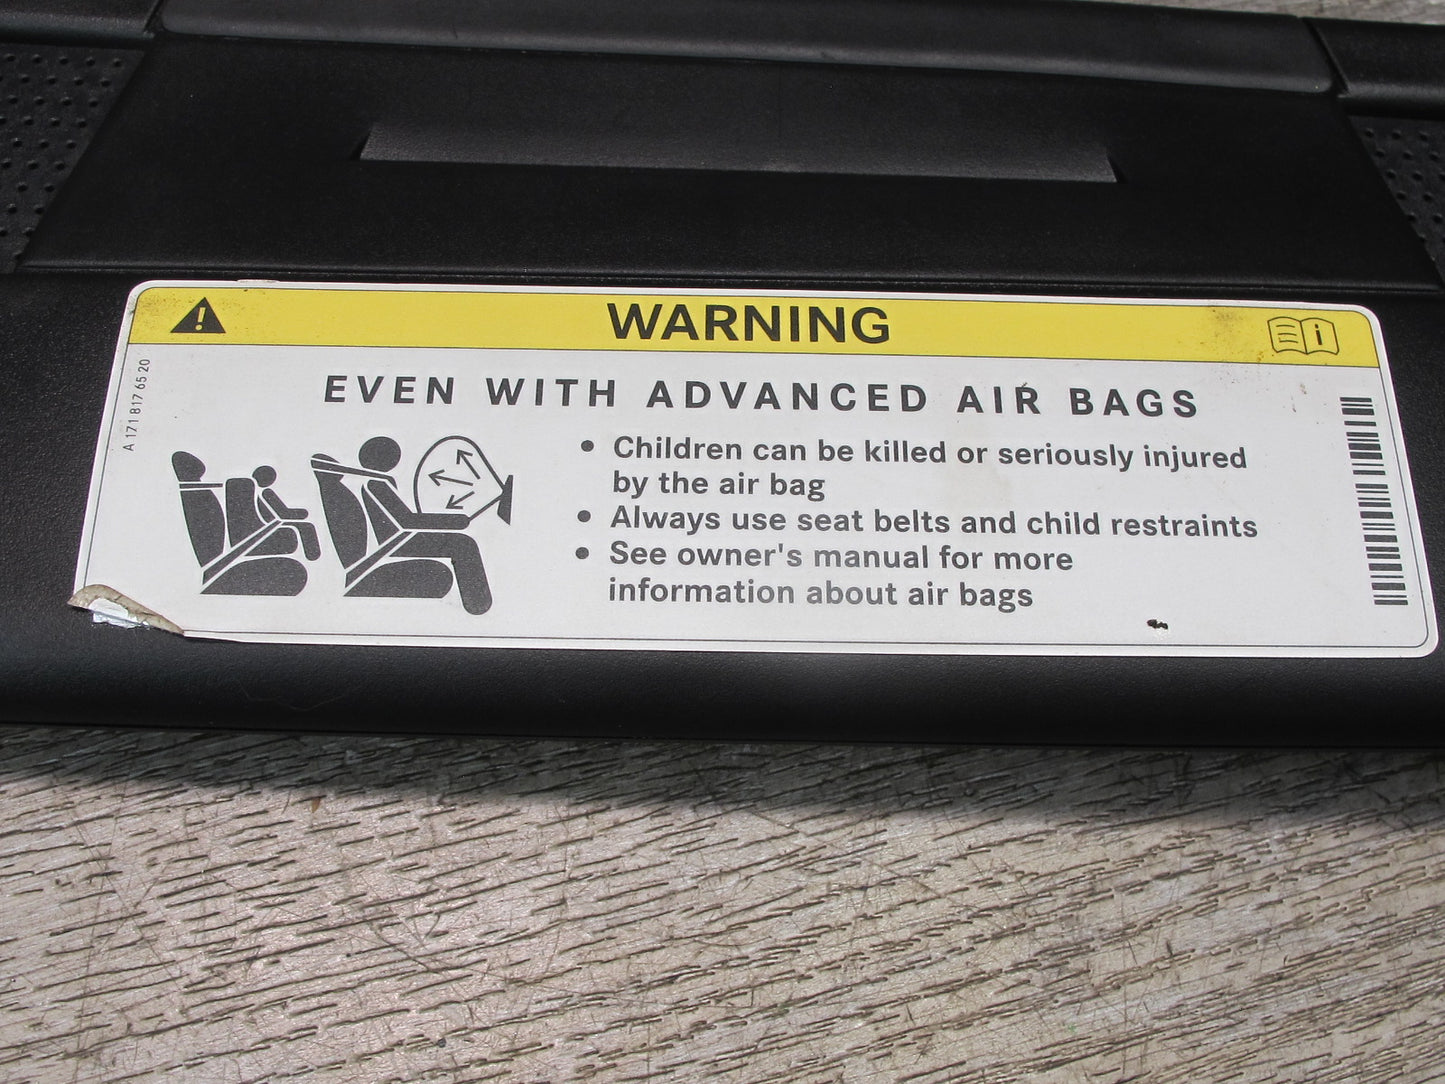 WARNING
EVEN WITH ADVANCED AIR BAGS
• Children can be killed or seriously injured
by the air bag
• Always use seat belts and child restraints
• See owner's manual for more
information about air bags
A 171 817 65 20